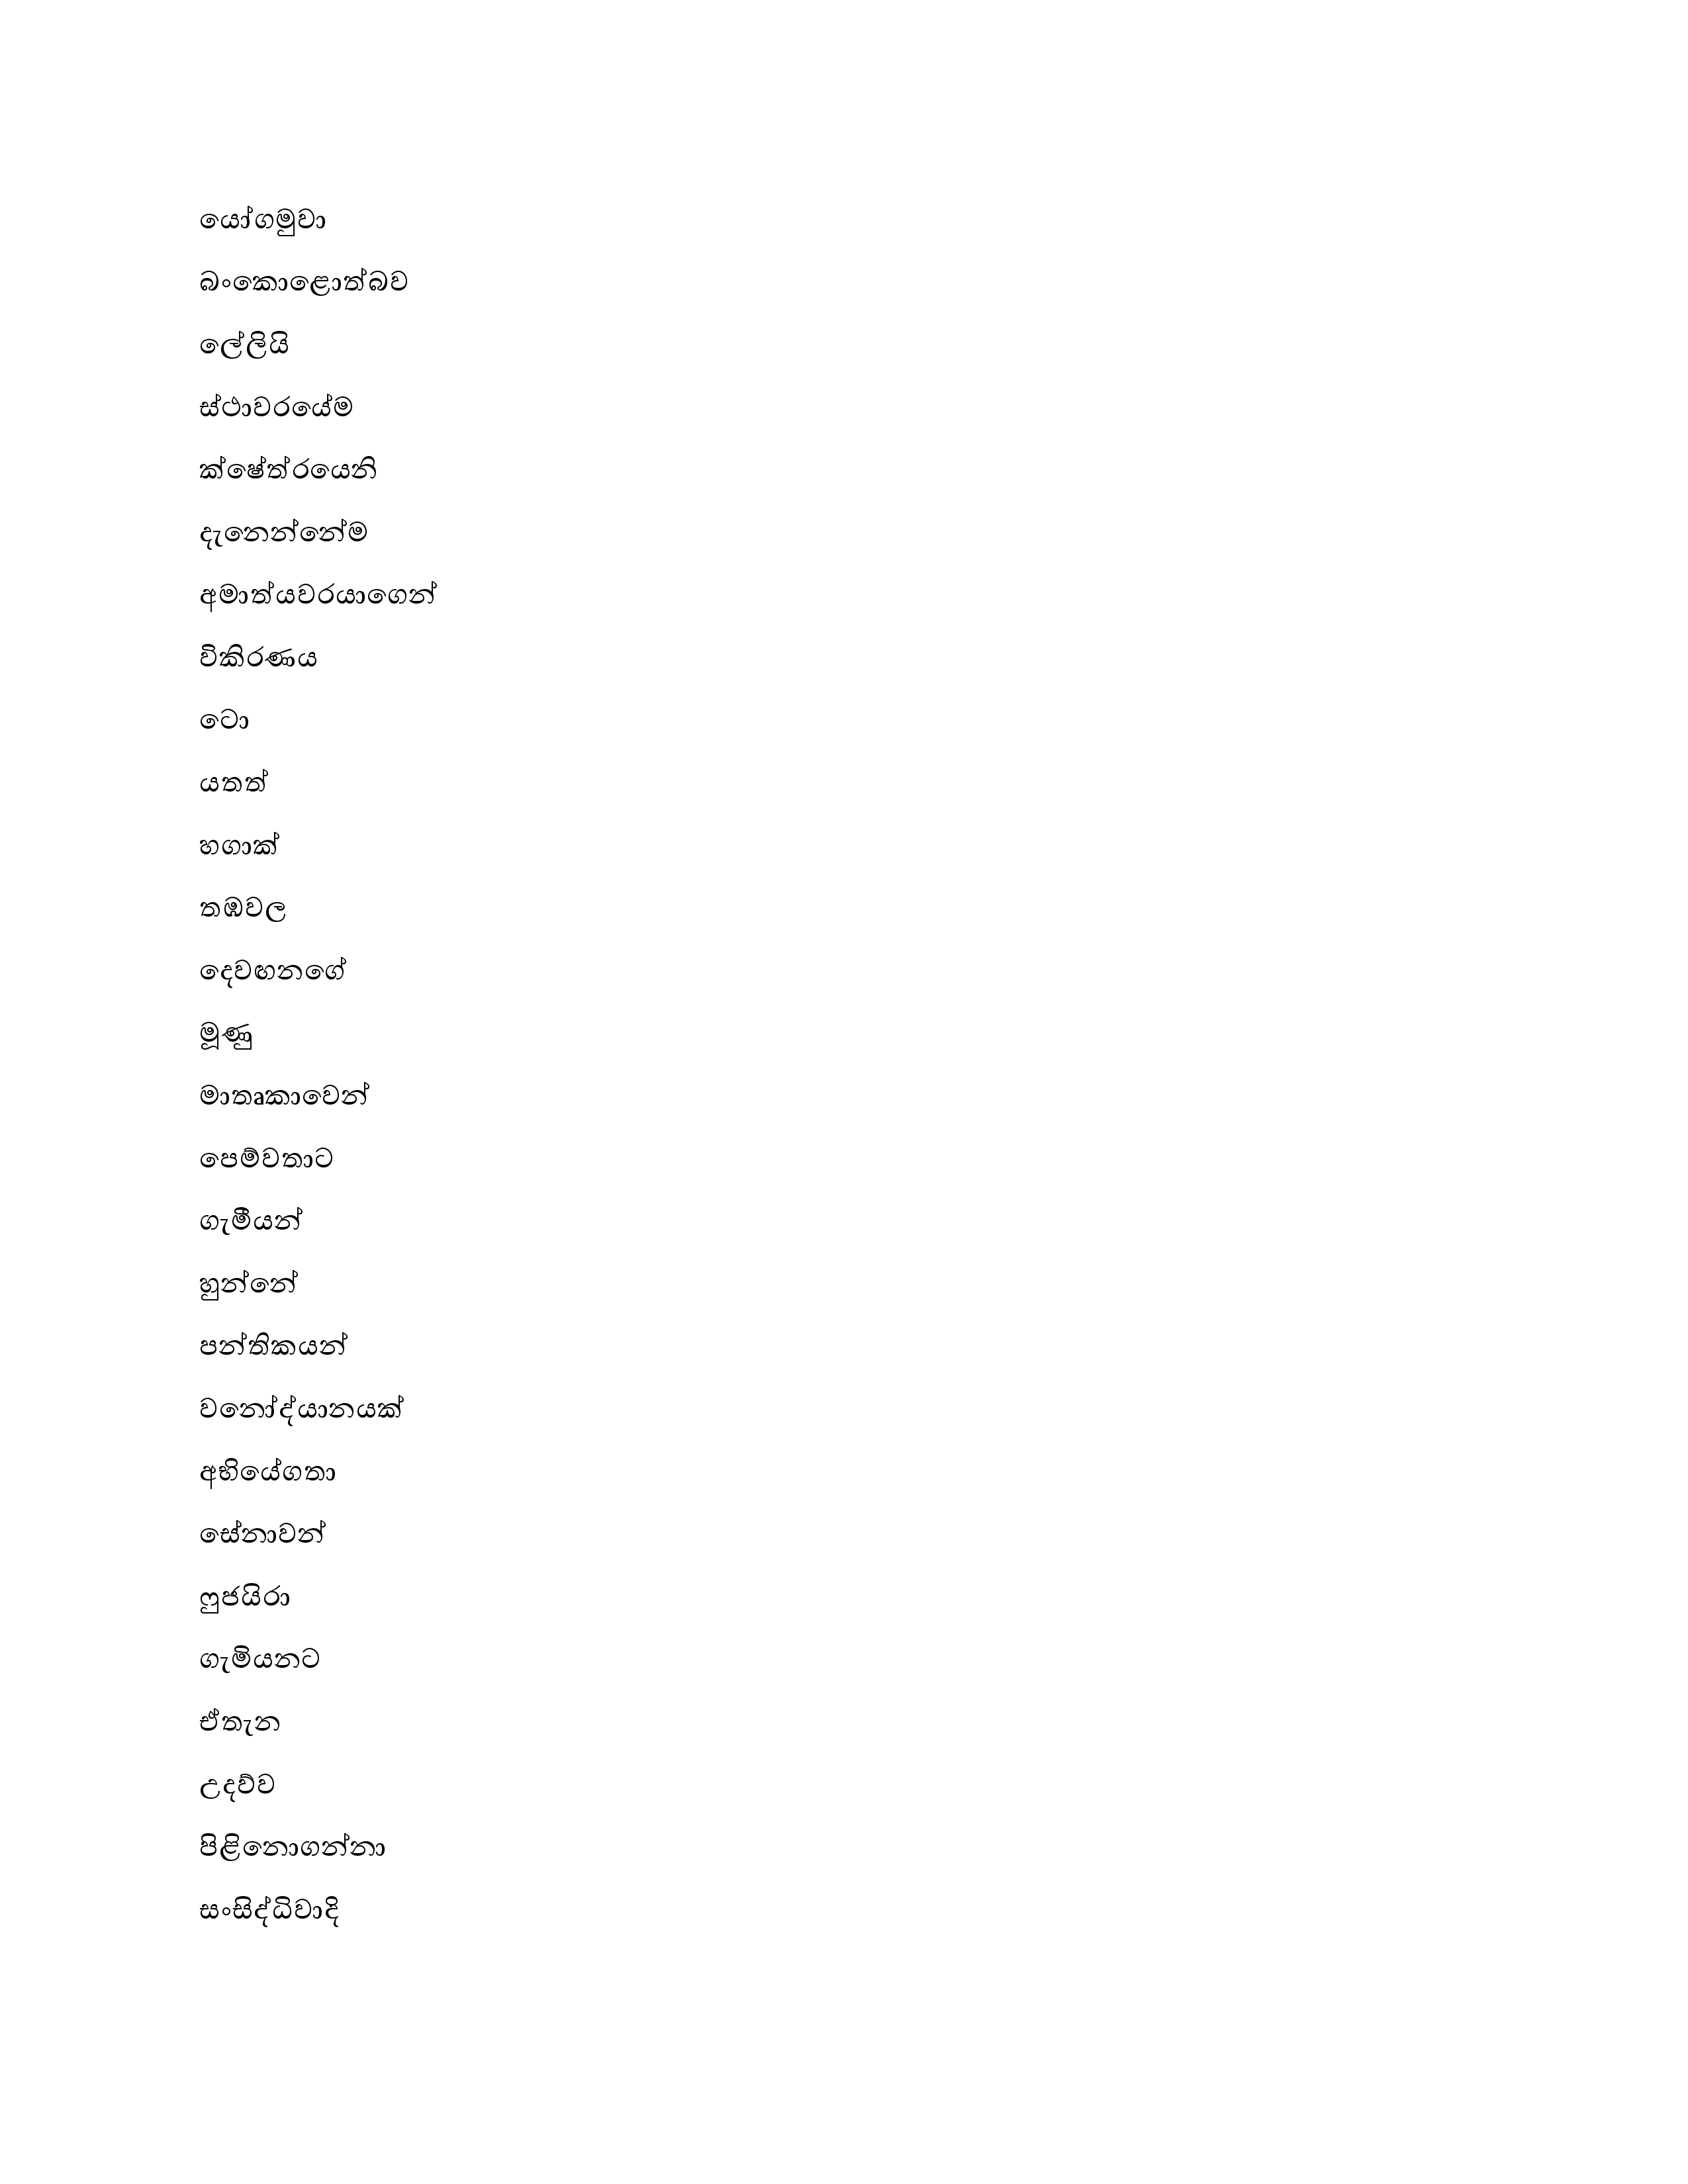 යෝගමුවා
බංකොළොත්බව
ලේලියි
ස්ථාවරයේම
ක්ෂේත්රයෙනි
දැනෙන්නේම
අමාත්යවරයාගෙන්
විකිරණය
ටො
යතත්
හගාක්
තඹවල
දෙවඟනගේ
මූණු
මාතෘකාවෙන්
පෙම්වතාට
ගැමීයන්
හුන්නේ
පන්තිකයන්
වනෝද්යානයක්
අභියේගතා
සේනාවන්
ෆුජයිරා
ගැමියනට
ඒතැන
උදව්ව
පිළිනොගන්නා
සංසිද්ධිවාදි